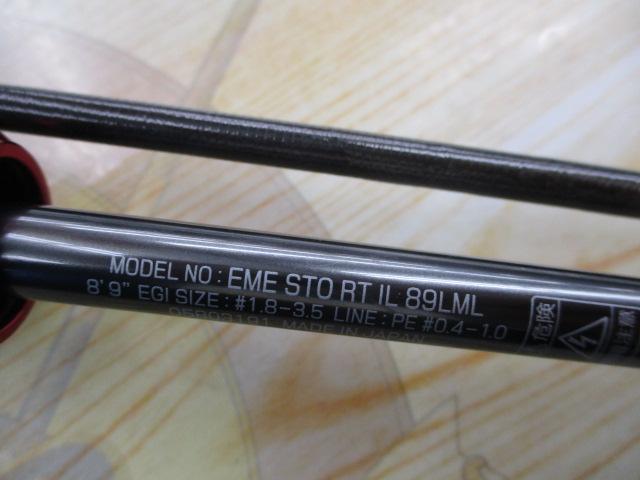 MODEL NO : EME STO RT IL 89LML
8' 9" EGI SIZE : #1.8-3.5 LINE : PE #0.4-1.0
05803191 MADE IN JAPAN
危険